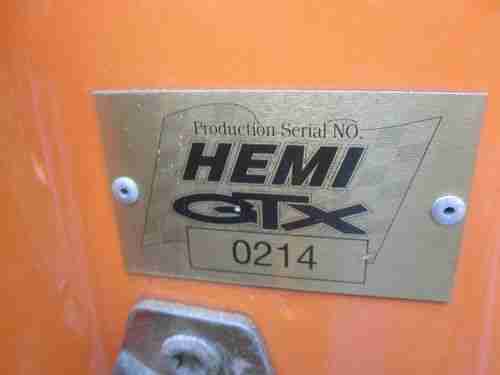 Production Serial NO.
HEMI
GTX
0214